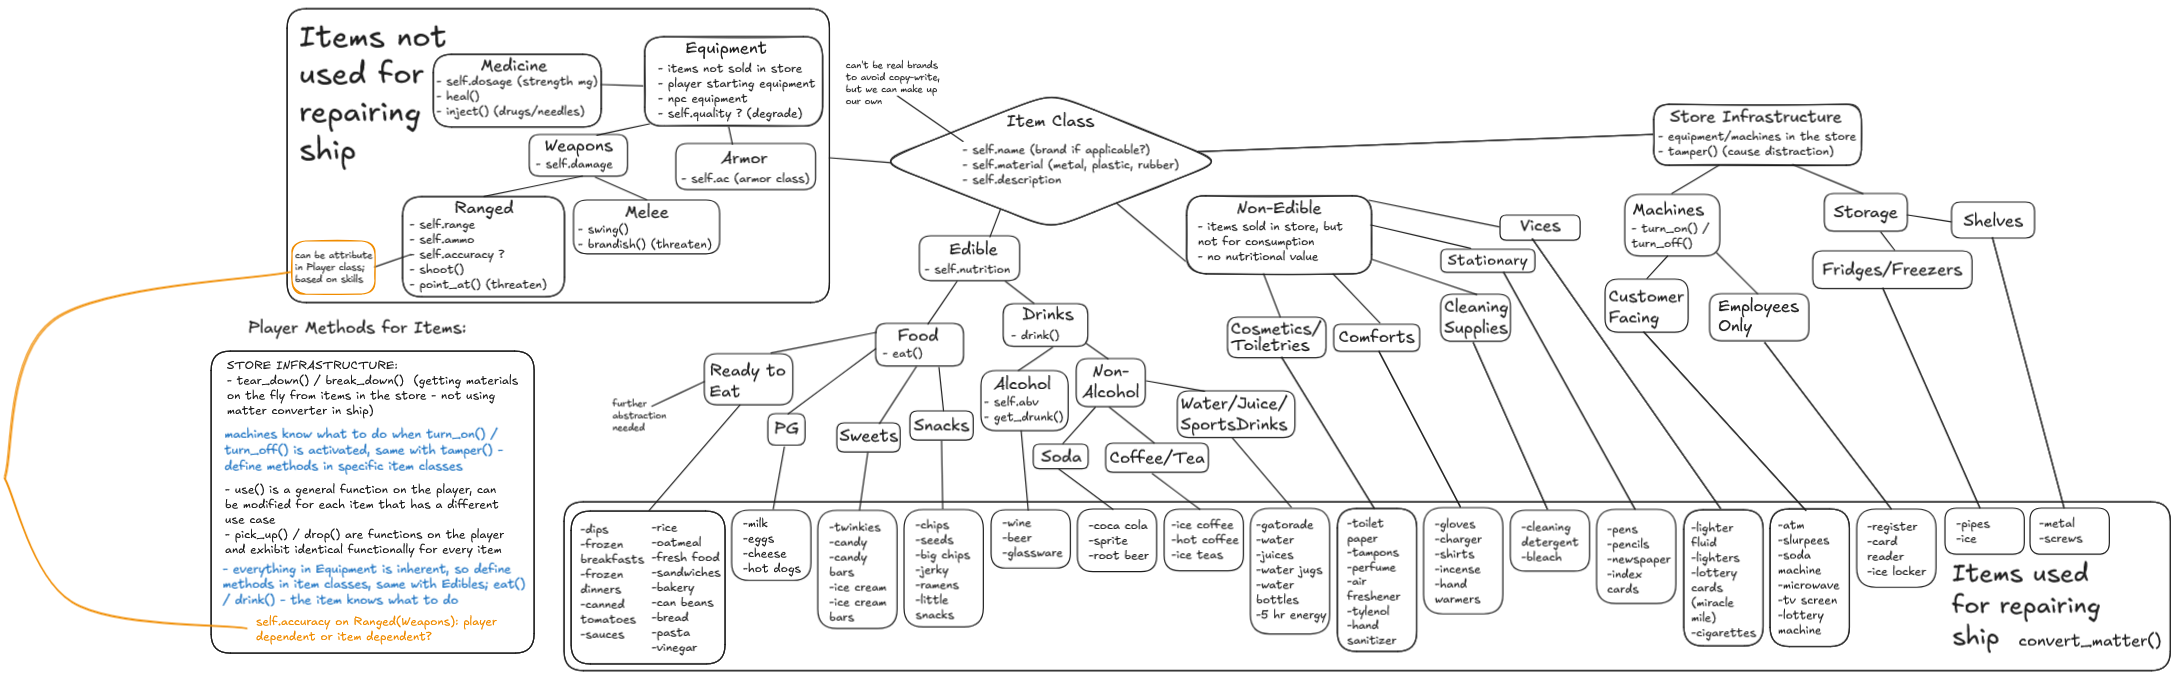 Items not
used for
repairing
ship
Medicine
- self.dosage (strength mg)
- heal()
- inject() (drugs/needles)
Equipment
- items not sold in store
- player starting equipment
- npc equipment
- self.quality ? (degrade)
Weapons
- self.damage
Armor
- self.ac (armor class)
Ranged
- self.range
- self.ammo
- self.accuracy ?
- shoot()
- point_at() (threaten)
Melee
- swing()
- brandish() (threaten)
can be attribute
in Player class;
based on skills
can't be real brands
to avoid copy-write,
but we can make up
our own
Item Class
- self.name (brand if applicable?)
- self.material (metal, plastic, rubber)
- self.description
Store Infrastructure
- equipment/machines in the store
- tamper() (cause distraction)
Machines
- turn_on() /
turn_off()
Storage
Shelves
Fridges/Freezers
Customer
Facing
Employees
Only
Non-Edible
- items sold in store, but
not for consumption
- no nutritional value
Vices
Stationary
Cleaning
Supplies
Cosmetics/
Toiletries
Comforts
Edible
- self.nutrition
Food
- eat()
Drinks
- drink()
Ready to
Eat
further
abstraction
needed
PG
Sweets
Snacks
Alcohol
- self.abv
- get_drunk()
Non-
Alcohol
Water/Juice/
SportsDrinks
Soda
Coffee/Tea
Player Methods for Items:
STORE INFRASTRUCTURE:
- tear_down() / break_down() (getting materials
on the fly from items in the store - not using
matter converter in ship)
machines know what to do when turn_on() /
turn_off() is activated, same with tamper() -
define methods in specific item classes
- use() is a general function on the player, can
be modified for each item that has a different
use case
- pick_up() / drop() are functions on the player
and exhibit identical functionally for every item
- everything in Equipment is inherent, so define
methods in item classes, same with Edibles; eat()
/ drink() - the item knows what to do
self.accuracy on Ranged(Weapons): player
dependent or item dependent?
-dips
-frozen
breakfasts
-frozen
dinners
-canned
tomatoes
-sauces
-rice
-oatmeal
-fresh food
-sandwiches
-bakery
-can beans
-bread
-pasta
-vinegar
-milk
-eggs
-cheese
-hot dogs
-twinkies
-candy
-candy
bars
-ice cream
-ice cream
bars
-chips
-seeds
-big chips
-jerky
-ramens
-little
snacks
-wine
-beer
-glassware
-coca cola
-sprite
-root beer
-ice coffee
-hot coffee
-ice teas
-gatorade
-water
-juices
-water jugs
-water
bottles
-5 hr energy
-toilet
paper
-tampons
-perfume
-air
freshener
-tylenol
-hand
sanitizer
-gloves
-charger
-shirts
-incense
-hand
warmers
-cleaning
detergent
-bleach
-pens
-pencils
-newspaper
-index
cards
-lighter
fluid
-lighters
-lottery
cards
(miracle
mile)
-cigarettes
-atm
-slurpees
-soda
machine
-microwave
-tv screen
-lottery
machine
-register
-card
reader
-ice locker
-pipes
-ice
-metal
-screws
Items used
for repairing
ship convert_matter()